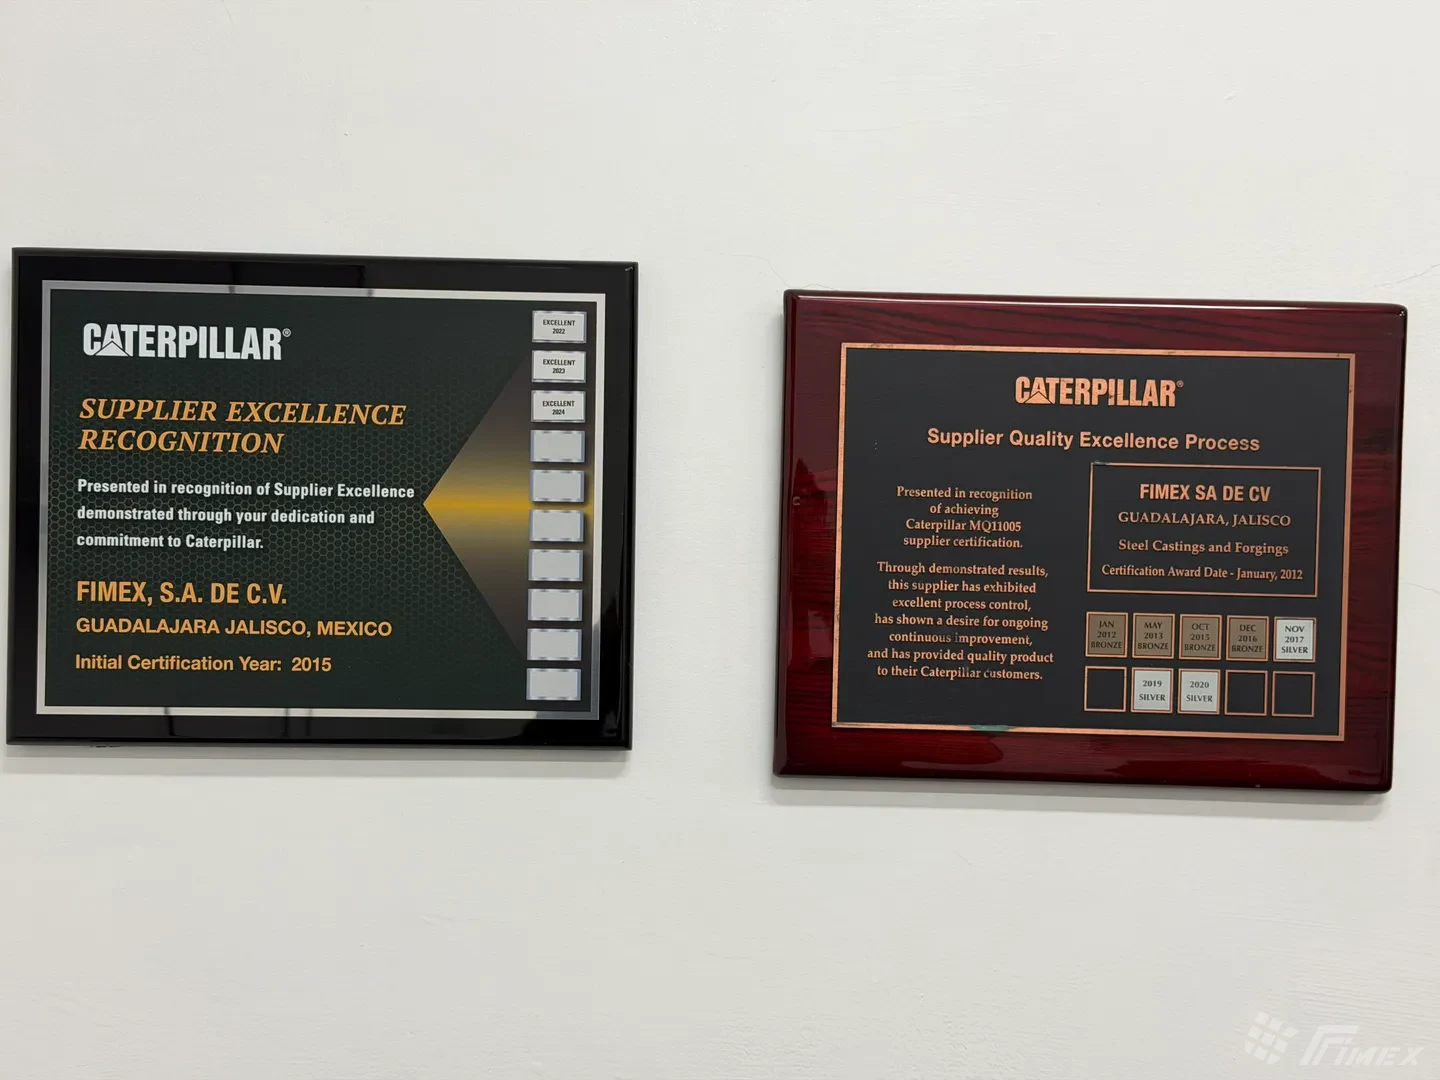 CATERPILLAR®
SUPPLIER EXCELLENCE
RECOGNITION
Presented in recognition of Supplier Excellence
demonstrated through your dedication and
commitment to Caterpillar.
FIMEX, S.A. DE C.V.
GUADALAJARA JALISCO, MEXICO
Initial Certification Year: 2015
EXCELLENT
2022
EXCELLENT
2023
EXCELLENT
2024
CATERPILLAR®
Supplier Quality Excellence Process
Presented in recognition
of achieving
Caterpillar MQ11005
supplier certification.
Through demonstrated results,
this supplier has exhibited
excellent process control,
has shown a desire for ongoing
continuous improvement,
and has provided quality product
to their Caterpillar customers.
FIMEX SA DE CV
GUADALAJARA, JALISCO
Steel Castings and Forgings
Certification Award Date - January, 2012
JAN
2012
BRONZE
MAY
2013
BRONZE
OCT
2015
BRONZE
DEC
2016
BRONZE
NOV
2017
SILVER
2019
SILVER
2020
SILVER
FIMEX